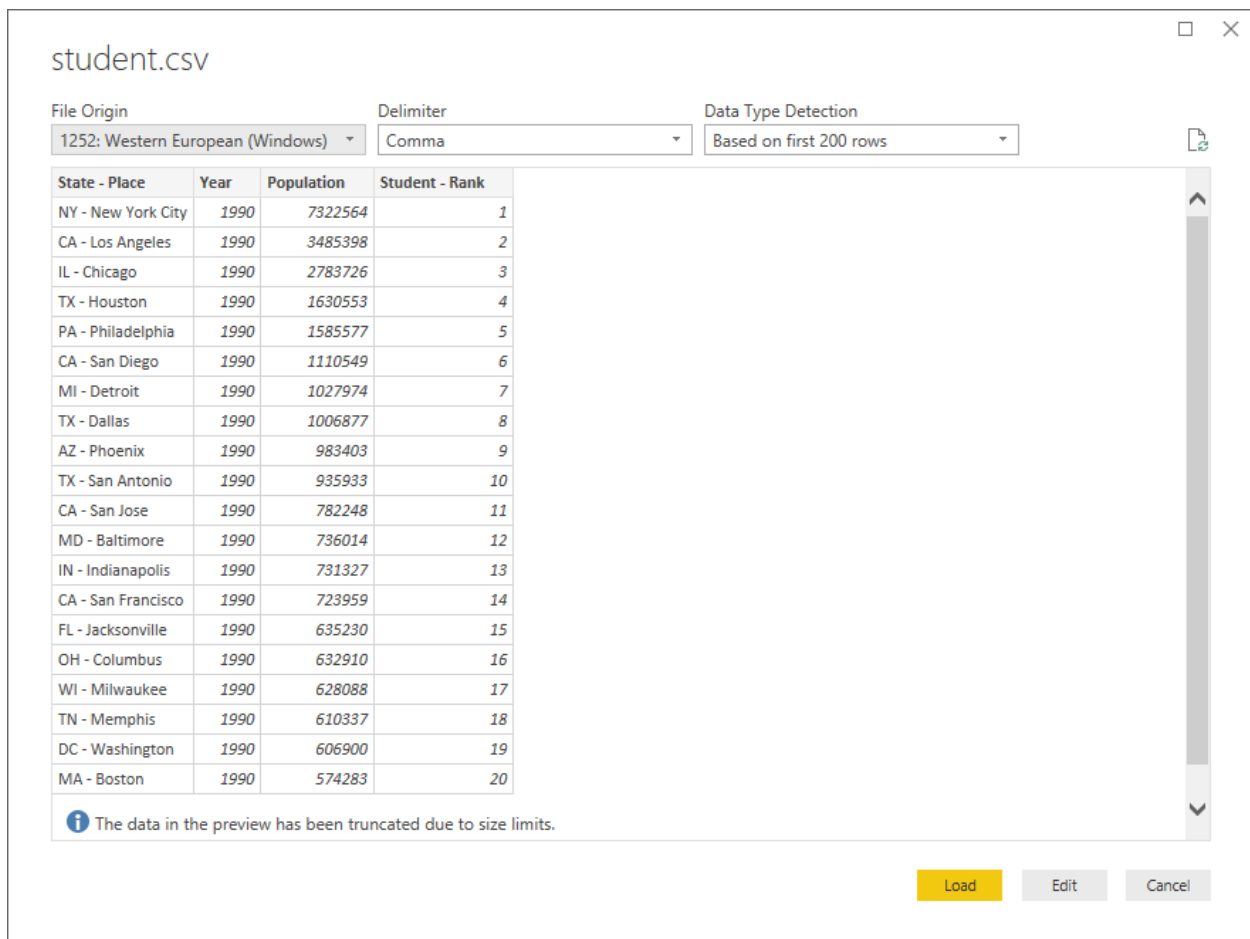 student.csv
File Origin Delimiter Data Type Detection
1252: Western European (Windows) Comma Based on first 200 rows
State - Place Year Population Student - Rank
NY - New York City 1990 7322564 1
CA - Los Angeles 1990 3485398 2
IL - Chicago 1990 2783726 3
TX - Houston 1990 1630553 4
PA - Philadelphia 1990 1585577 5
CA - San Diego 1990 1110549 6
MI - Detroit 1990 1027974 7
TX - Dallas 1990 1006877 8
AZ - Phoenix 1990 983403 9
TX - San Antonio 1990 935933 10
CA - San Jose 1990 782248 11
MD - Baltimore 1990 736014 12
IN - Indianapolis 1990 731327 13
CA - San Francisco 1990 723959 14
FL - Jacksonville 1990 635230 15
OH - Columbus 1990 632910 16
WI - Milwaukee 1990 628088 17
TN - Memphis 1990 610337 18
DC - Washington 1990 606900 19
MA - Boston 1990 574283 20
The data in the preview has been truncated due to size limits.
Load Edit Cancel